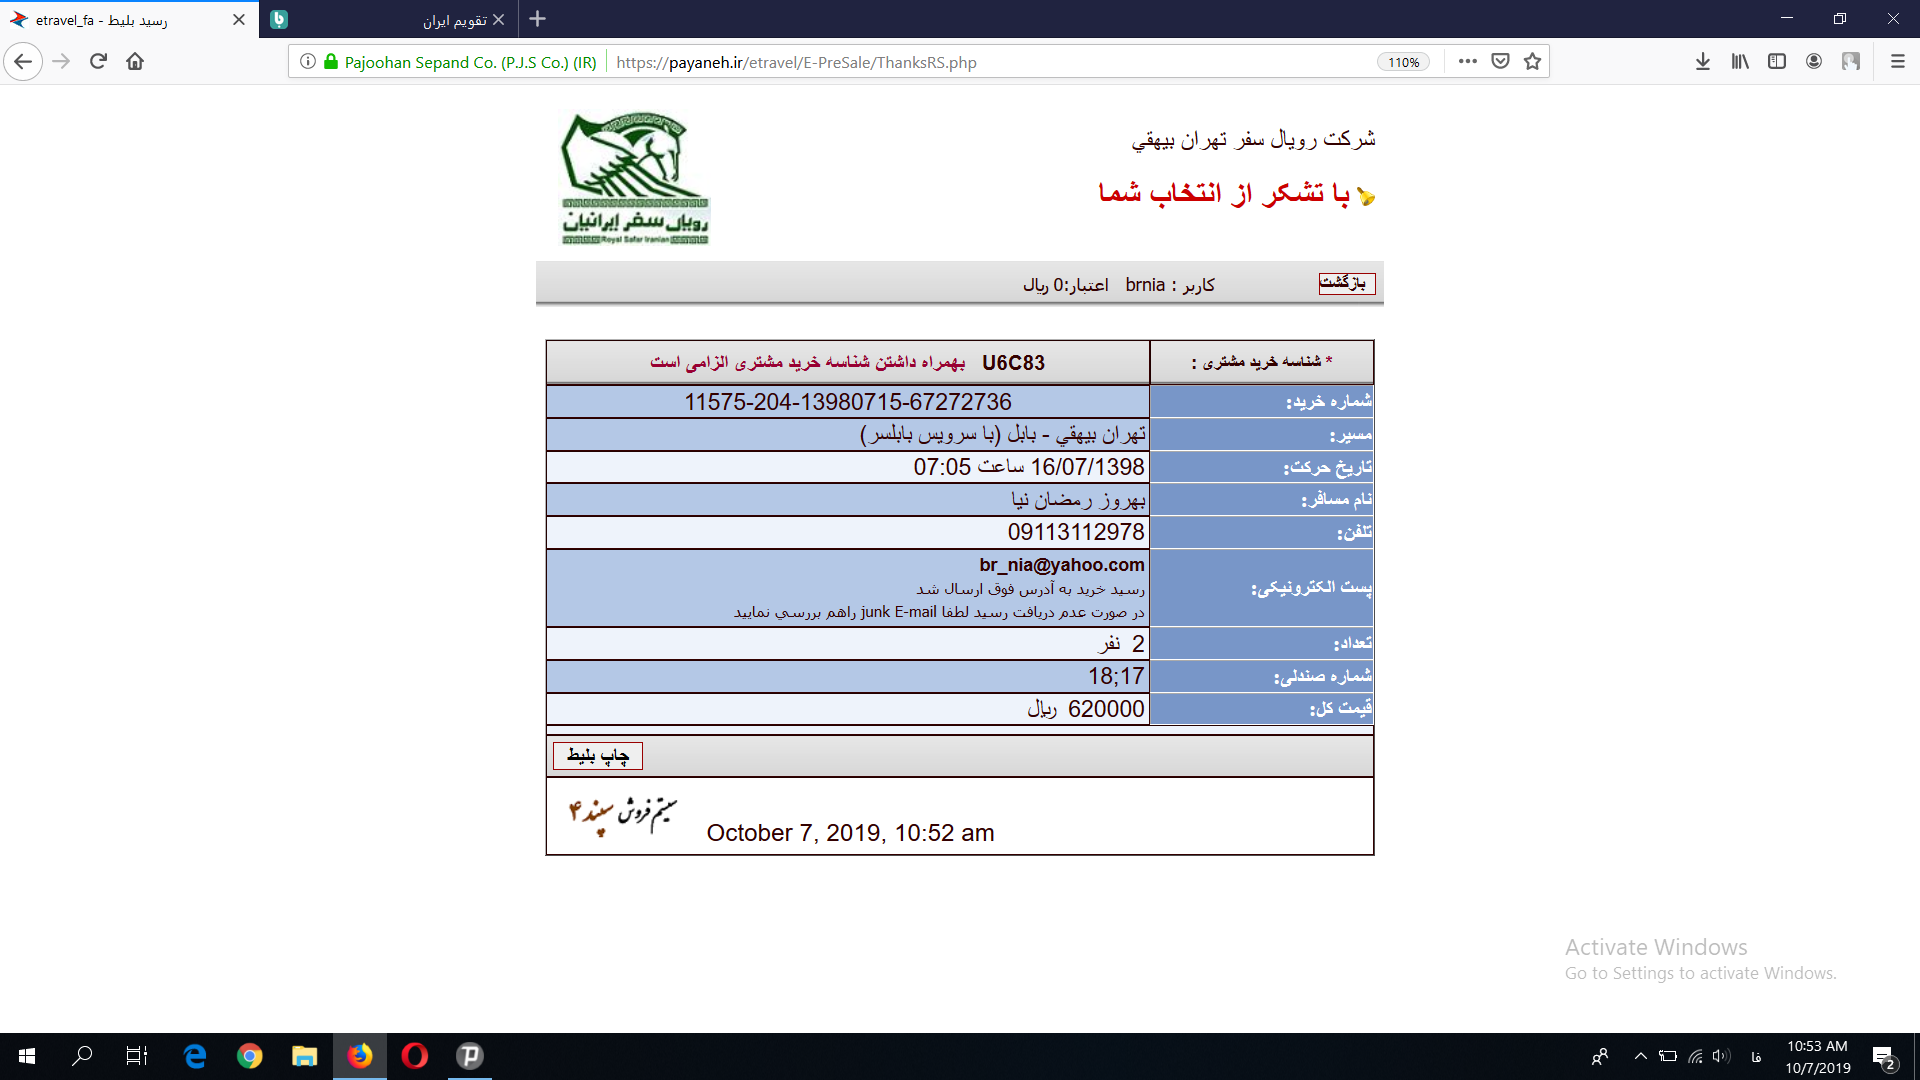 etravel_fa - رسید بلیط
تقویم ایران
Pajoohan Sepand Co. (P.J.S Co.) (IR)
https://payaneh.ir/etravel/E-PreSale/ThanksRS.php
110%
رویال سفر ایرانیان
Royal Safar Iranian
شرکت رویال سفر تهران بیهقي
با تشکر از انتخاب شما
بازگشت
کاربر : brnia اعتبار:0 ریال
* شناسه خرید مشتری :
U6C83 بهمراه داشتن شناسه خرید مشتری الزامی است
شماره خرید:
11575-204-13980715-67272736
مسیر:
تهران بیهقي - بابل (با سرویس بابلسر)
تاریخ حرکت:
16/07/1398 ساعت 07:05
نام مسافر:
بهروز رمضان نیا
تلفن:
09113112978
پست الکترونیکی:
br_nia@yahoo.com
رسید خرید به آدرس فوق ارسال شد
در صورت عدم دریافت رسید لطفا junk E-mail راهم بررسي نمایید
تعداد:
2 نفر
شماره صندلی:
18;17
قیمت کل:
620000 ریال
چاپ بلیط
سیستم فروش سپند ۴
October 7, 2019, 10:52 am
Activate Windows
Go to Settings to activate Windows.
فا
10:53 AM
10/7/2019
2